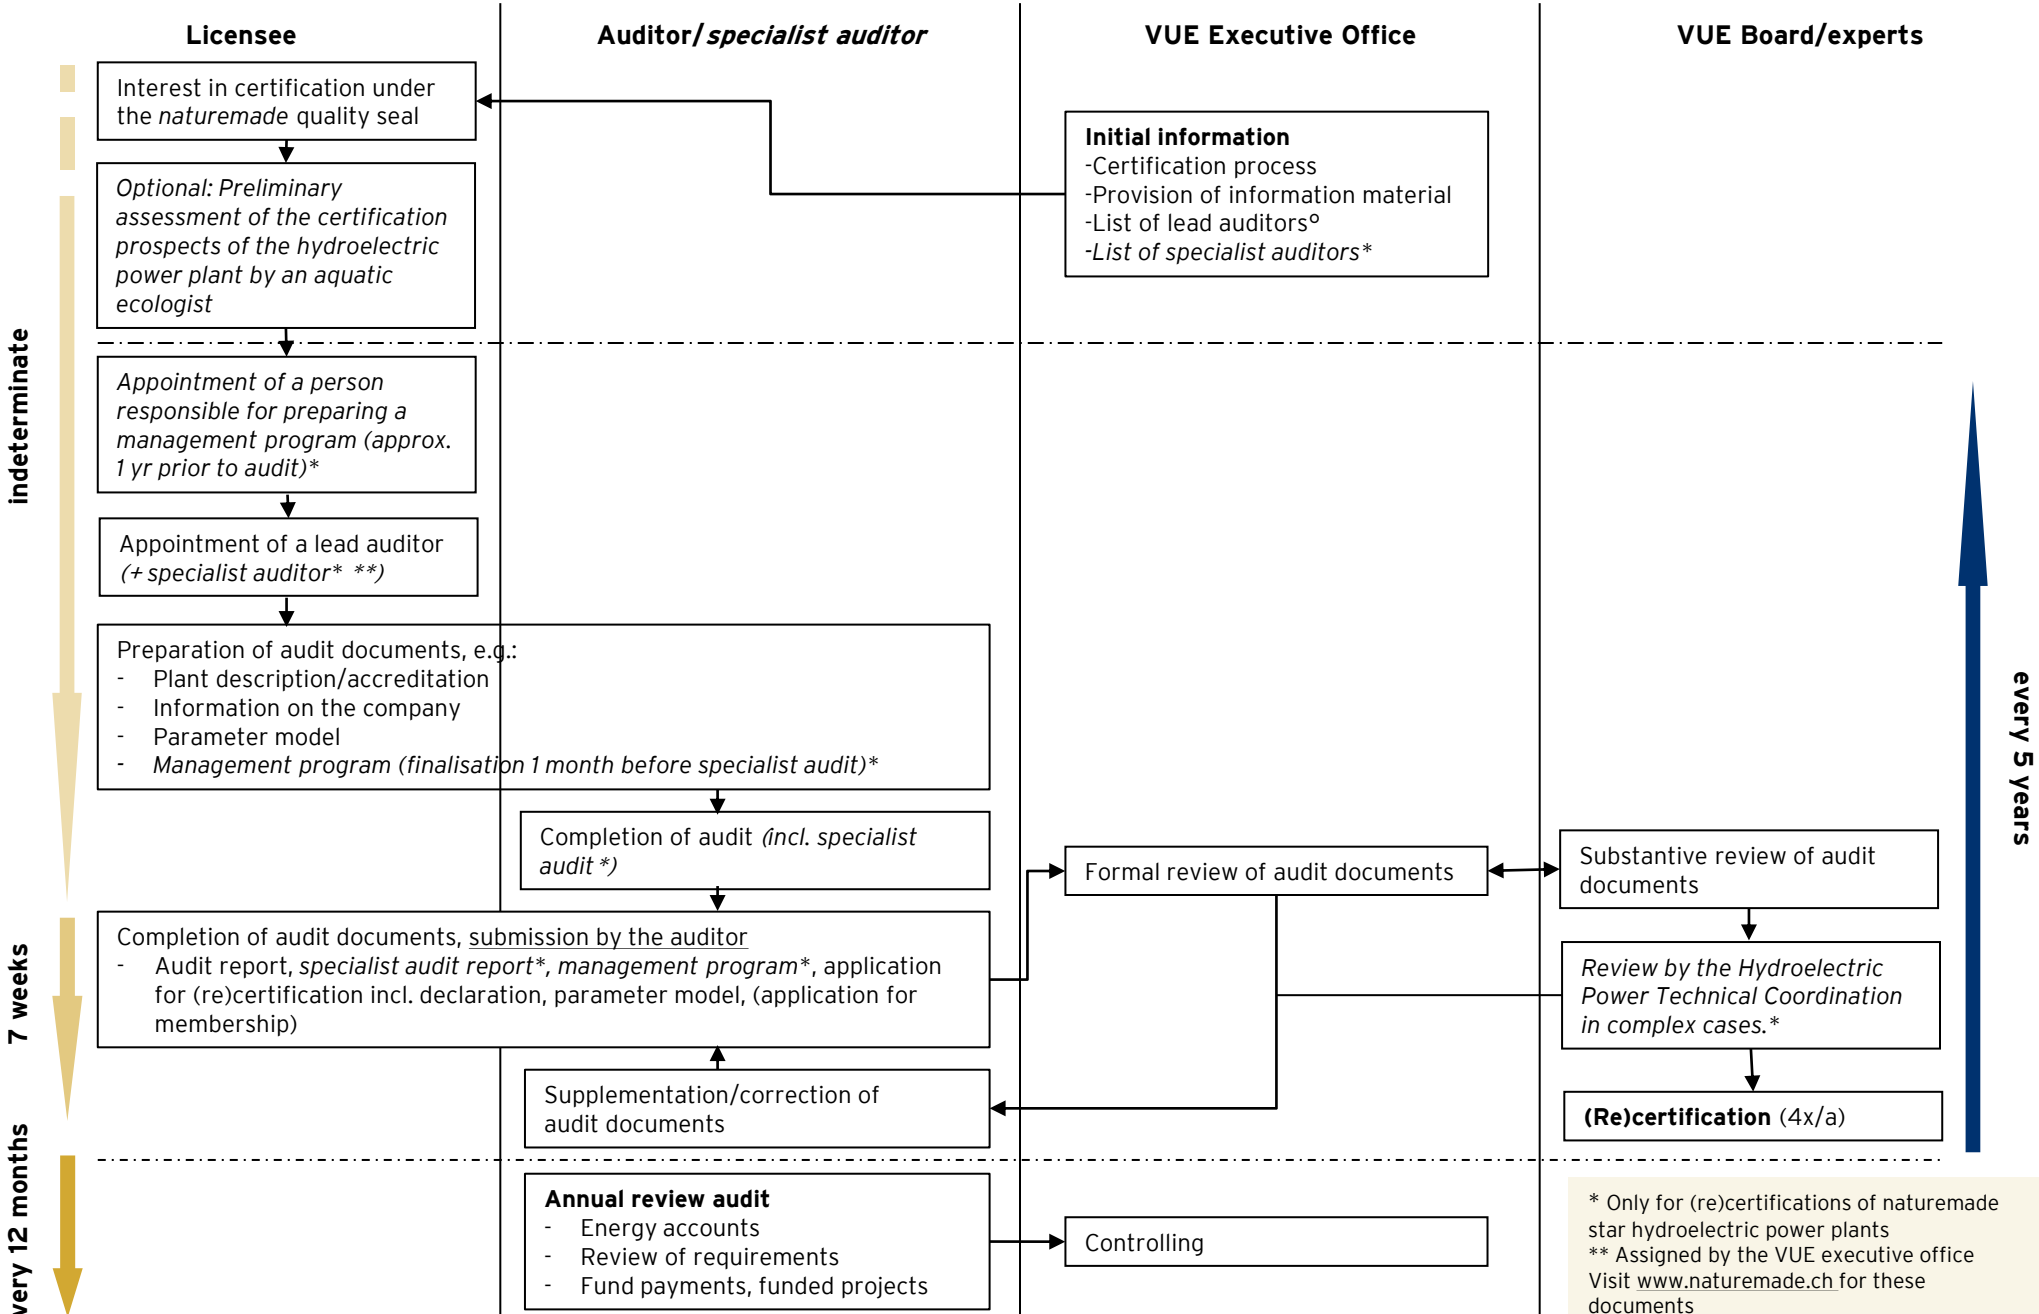 Licensee
Auditor/specialist auditor
VUE Executive Office
VUE Board/experts
Interest in certification under
the naturemade quality seal
Initial information
-Certification process
-Provision of information material
-List of lead auditors°
-List of specialist auditors*
Optional: Preliminary
assessment of the certification
prospects of the hydroelectric
power plant by an aquatic
ecologist
indeterminate
Appointment of a person
responsible for preparing a
management program (approx.
1 yr prior to audit)*
Appointment of a lead auditor
(+ specialist auditor* **)
Preparation of audit documents, e.g.:
- Plant description/accreditation
- Information on the company
- Parameter model
- Management program (finalisation 1 month before specialist audit)*
every 5 years
Completion of audit (incl. specialist
audit *)
Formal review of audit documents
Substantive review of audit
documents
7 weeks
Completion of audit documents, submission by the auditor
- Audit report, specialist audit report*, management program*, application
for (re)certification incl. declaration, parameter model, (application for
membership)
Review by the Hydroelectric
Power Technical Coordination
in complex cases.*
Supplementation/correction of
audit documents
(Re)certification (4x/a)
very 12 months
Annual review audit
- Energy accounts
- Review of requirements
- Fund payments, funded projects
Controlling
* Only for (re)certifications of naturemade
star hydroelectric power plants
** Assigned by the VUE executive office
Visit www.naturemade.ch for these
documents